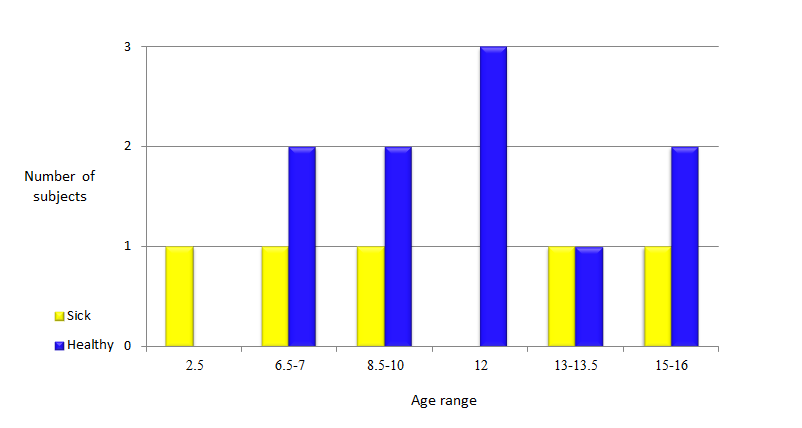 3
2
Number of
subjects
1
Sick
Healthy
0
2.5
6.5-7
8.5-10
12
13-13.5
15-16
Age range